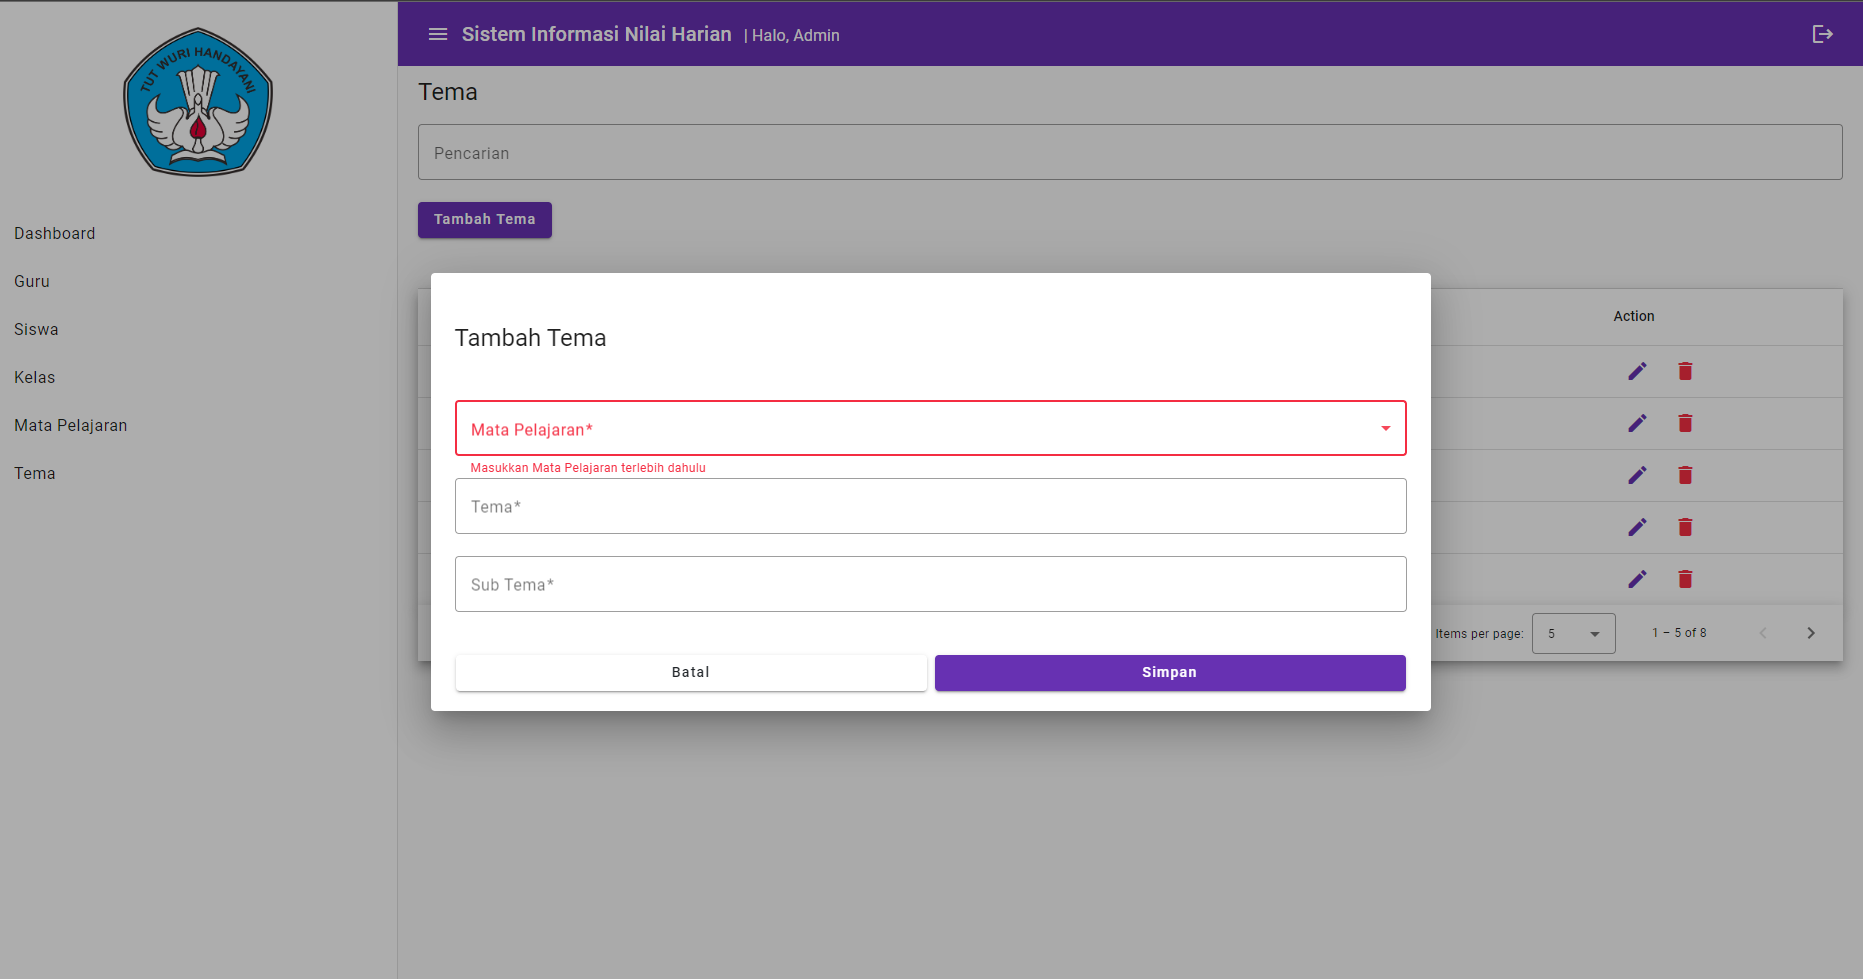 TUT WURI HANDAYANI
Sistem Informasi Nilai Harian | Halo, Admin
Dashboard
Guru
Siswa
Kelas
Mata Pelajaran
Tema
Tema
Pencarian
Tambah Tema
Action
Items per page: 5 1 – 5 of 8
Tambah Tema
Mata Pelajaran*
Masukkan Mata Pelajaran terlebih dahulu
Tema*
Sub Tema*
Batal Simpan